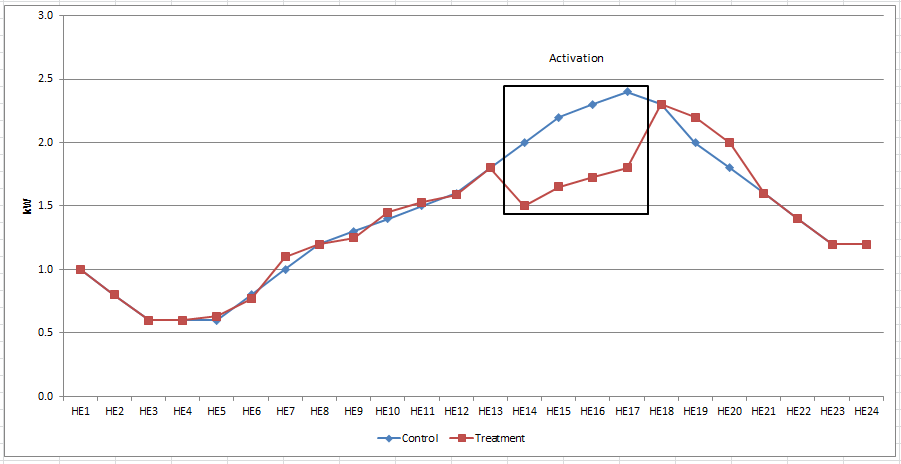 3.0
Activation
2.5
2.0
1.5
1.0
0.5
0.0
kW
HE1 HE2 HE3 HE4 HE5 HE6 HE7 HE8 HE9 HE10 HE11 HE12 HE13 HE14 HE15 HE16 HE17 HE18 HE19 HE20 HE21 HE22 HE23 HE24
Control Treatment